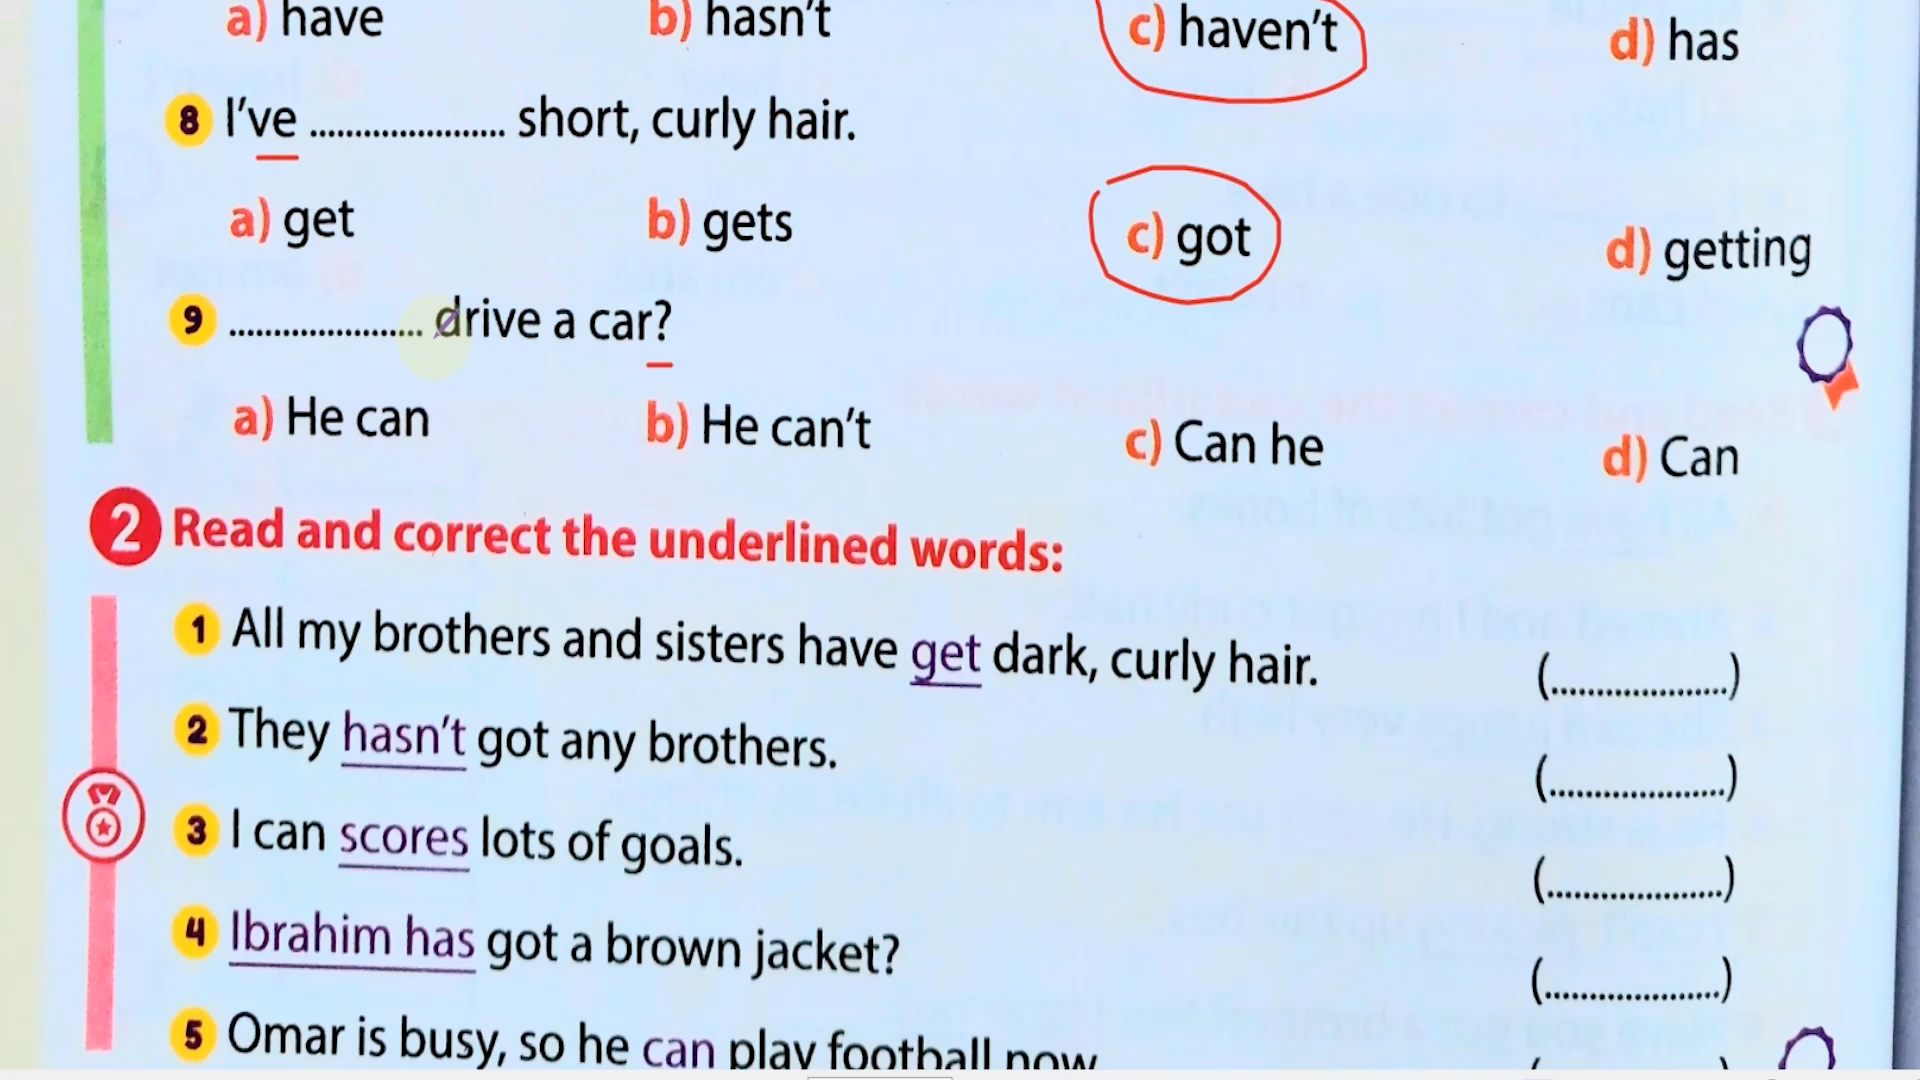 a) have b) hasn't c) haven't d) has
8 I've ...................... short, curly hair.
a) get b) gets c) got d) getting
9 ...................... drive a car?
a) He can b) He can't c) Can he d) Can
2 Read and correct the underlined words:
1 All my brothers and sisters have get dark, curly hair. (....................)
2 They hasn't got any brothers. (....................)
3 I can scores lots of goals. (....................)
4 Ibrahim has got a brown jacket? (....................)
5 Omar is busy, so he can play football now